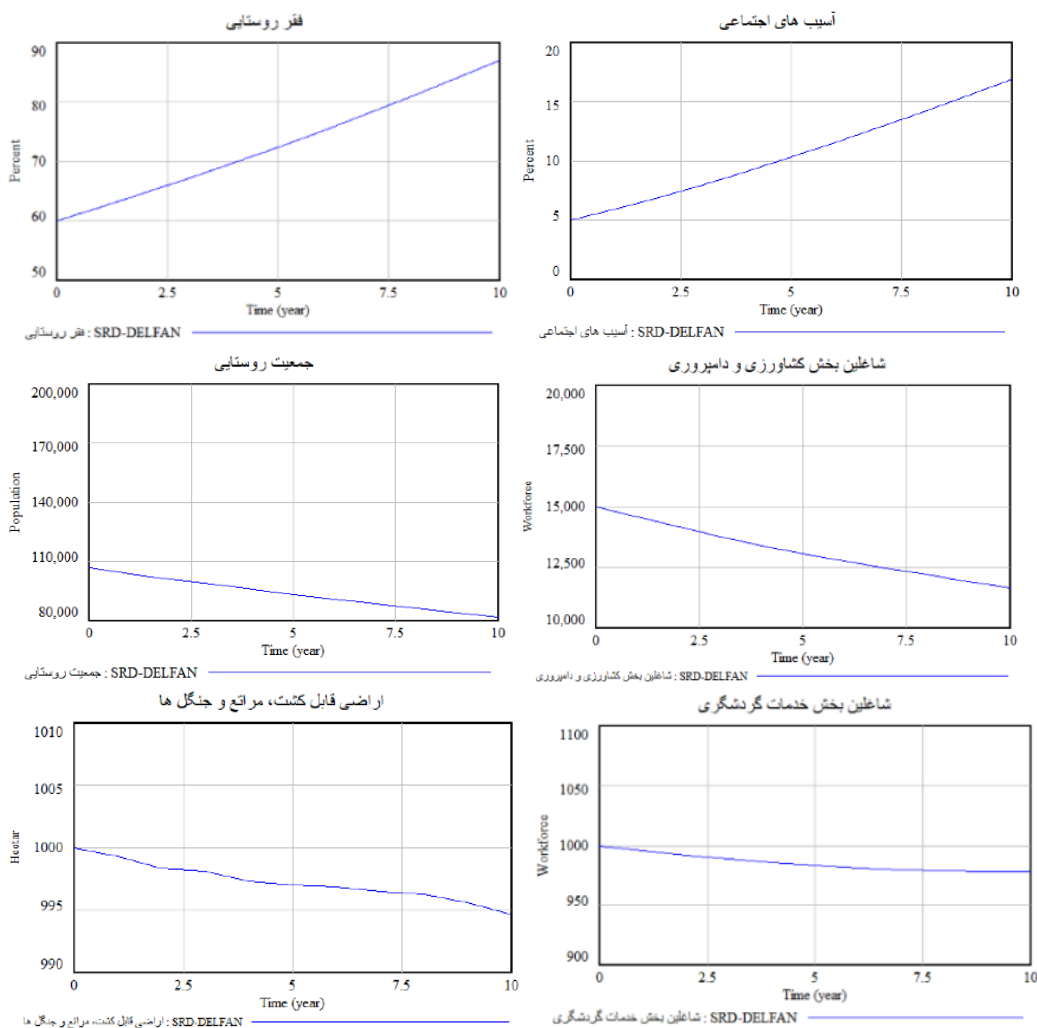 فقر روستایی
90
80
70
60
50
Percent
0 2.5 5 7.5 10
Time (year)
فقر روستایی : SRD-DELFAN
آسیب های اجتماعی
20
15
10
5
0
Percent
0 2.5 5 7.5 10
Time (year)
آسیب های اجتماعی : SRD-DELFAN
جمعیت روستایی
200,000
170,000
140,000
110,000
80,000
Population
0 2.5 5 7.5 10
Time (year)
جمعیت روستایی : SRD-DELFAN
شاغلین بخش کشاورزی و دامپروری
20,000
17,500
15,000
12,500
10,000
Workforce
0 2.5 5 7.5 10
Time (year)
شاغلین بخش کشاورزی و دامپروری : SRD-DELFAN
اراضی قابل کشت، مراتع و جنگل ها
1010
1005
1000
995
990
Hectar
0 2.5 5 7.5 10
Time (year)
اراضی قابل کشت، مراتع و جنگل ها : SRD-DELFAN
شاغلین بخش خدمات گردشگری
1100
1050
1000
950
900
Workforce
0 2.5 5 7.5 10
Time (year)
شاغلین بخش خدمات گردشگری : SRD-DELFAN